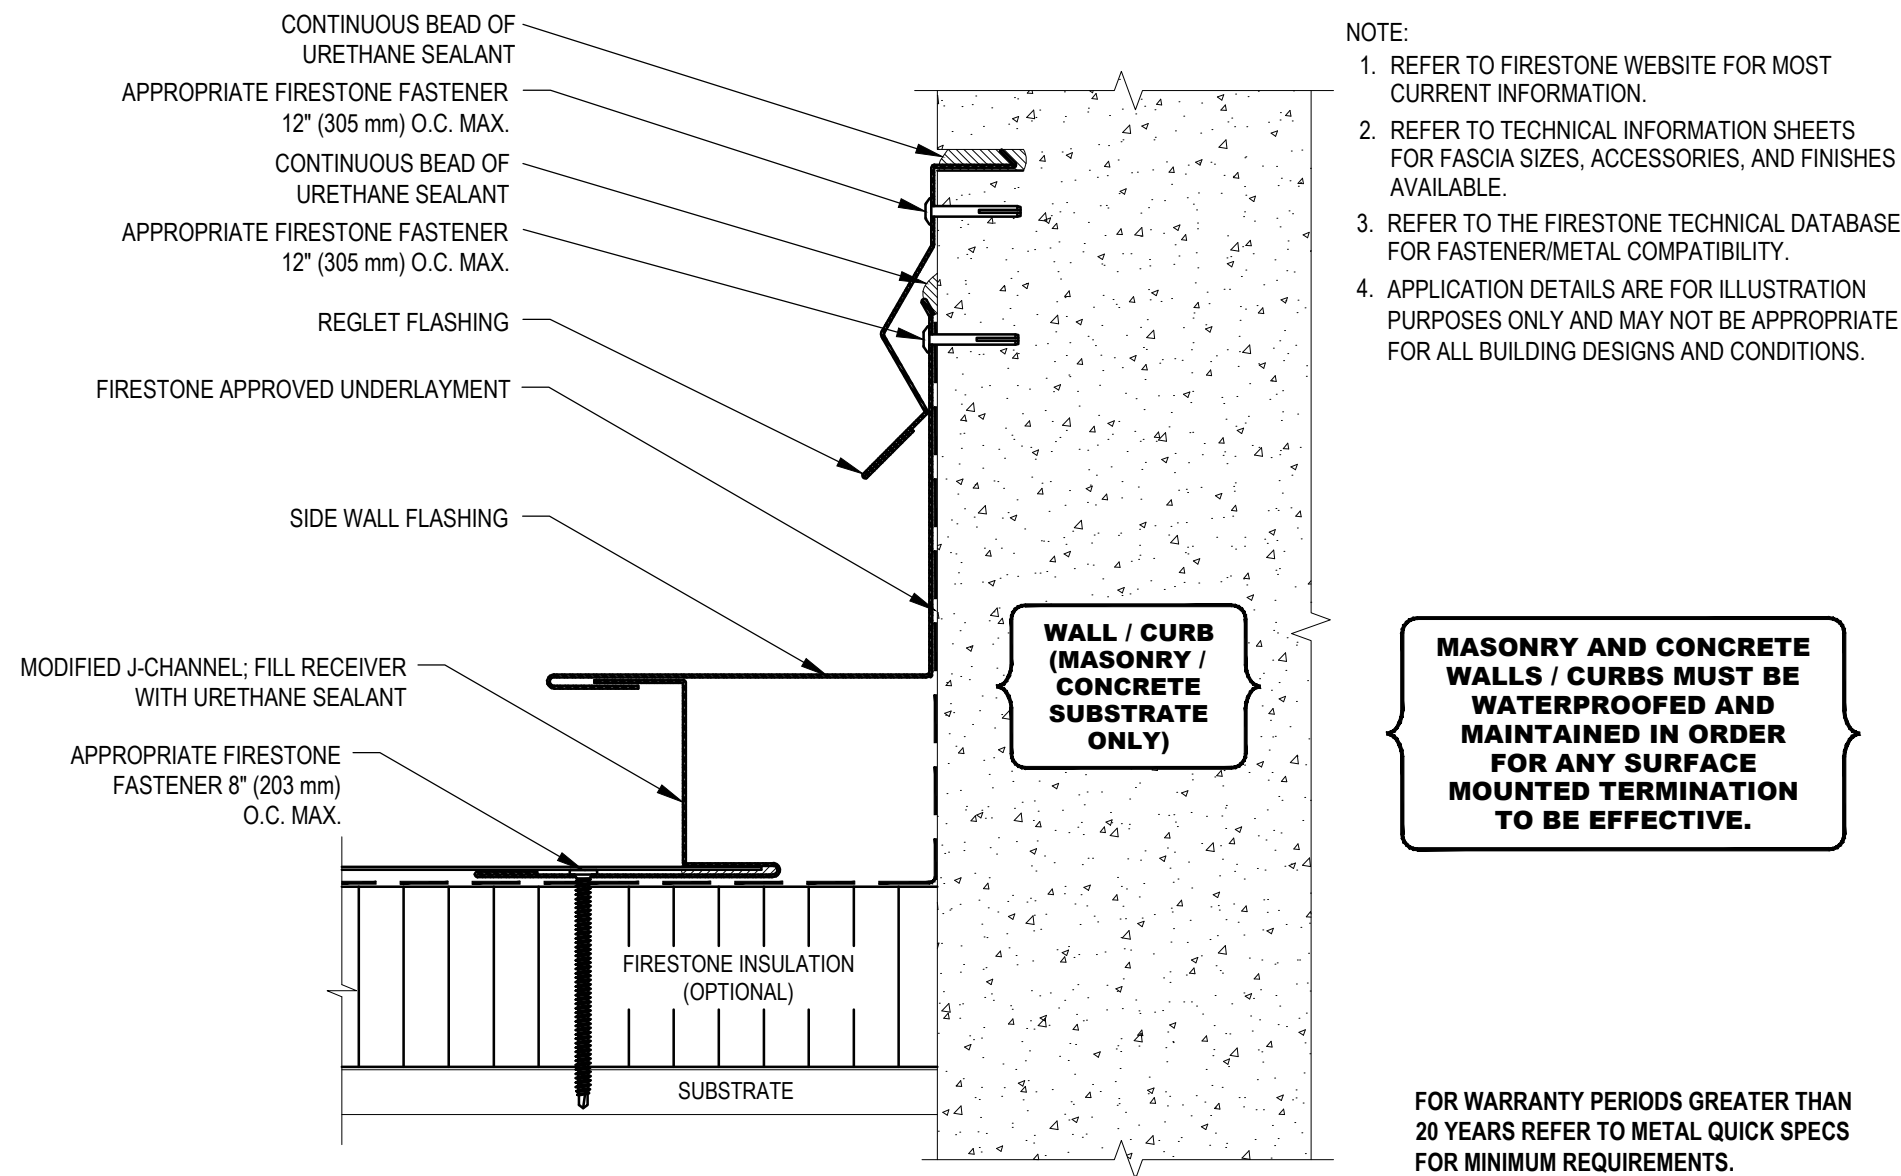 CONTINUOUS BEAD OF
URETHANE SEALANT
APPROPRIATE FIRESTONE FASTENER
12" (305 mm) O.C. MAX.
CONTINUOUS BEAD OF
URETHANE SEALANT
APPROPRIATE FIRESTONE FASTENER
12" (305 mm) O.C. MAX.
REGLET FLASHING
FIRESTONE APPROVED UNDERLAYMENT
SIDE WALL FLASHING
MODIFIED J-CHANNEL; FILL RECEIVER
WITH URETHANE SEALANT
APPROPRIATE FIRESTONE
FASTENER 8" (203 mm)
O.C. MAX.
FIRESTONE INSULATION
(OPTIONAL)
SUBSTRATE
WALL / CURB
(MASONRY /
CONCRETE
SUBSTRATE
ONLY)
NOTE:
1. REFER TO FIRESTONE WEBSITE FOR MOST
CURRENT INFORMATION.
2. REFER TO TECHNICAL INFORMATION SHEETS
FOR FASCIA SIZES, ACCESSORIES, AND FINISHES
AVAILABLE.
3. REFER TO THE FIRESTONE TECHNICAL DATABASE
FOR FASTENER/METAL COMPATIBILITY.
4. APPLICATION DETAILS ARE FOR ILLUSTRATION
PURPOSES ONLY AND MAY NOT BE APPROPRIATE
FOR ALL BUILDING DESIGNS AND CONDITIONS.
MASONRY AND CONCRETE
WALLS / CURBS MUST BE
WATERPROOFED AND
MAINTAINED IN ORDER
FOR ANY SURFACE
MOUNTED TERMINATION
TO BE EFFECTIVE.
FOR WARRANTY PERIODS GREATER THAN
20 YEARS REFER TO METAL QUICK SPECS
FOR MINIMUM REQUIREMENTS.